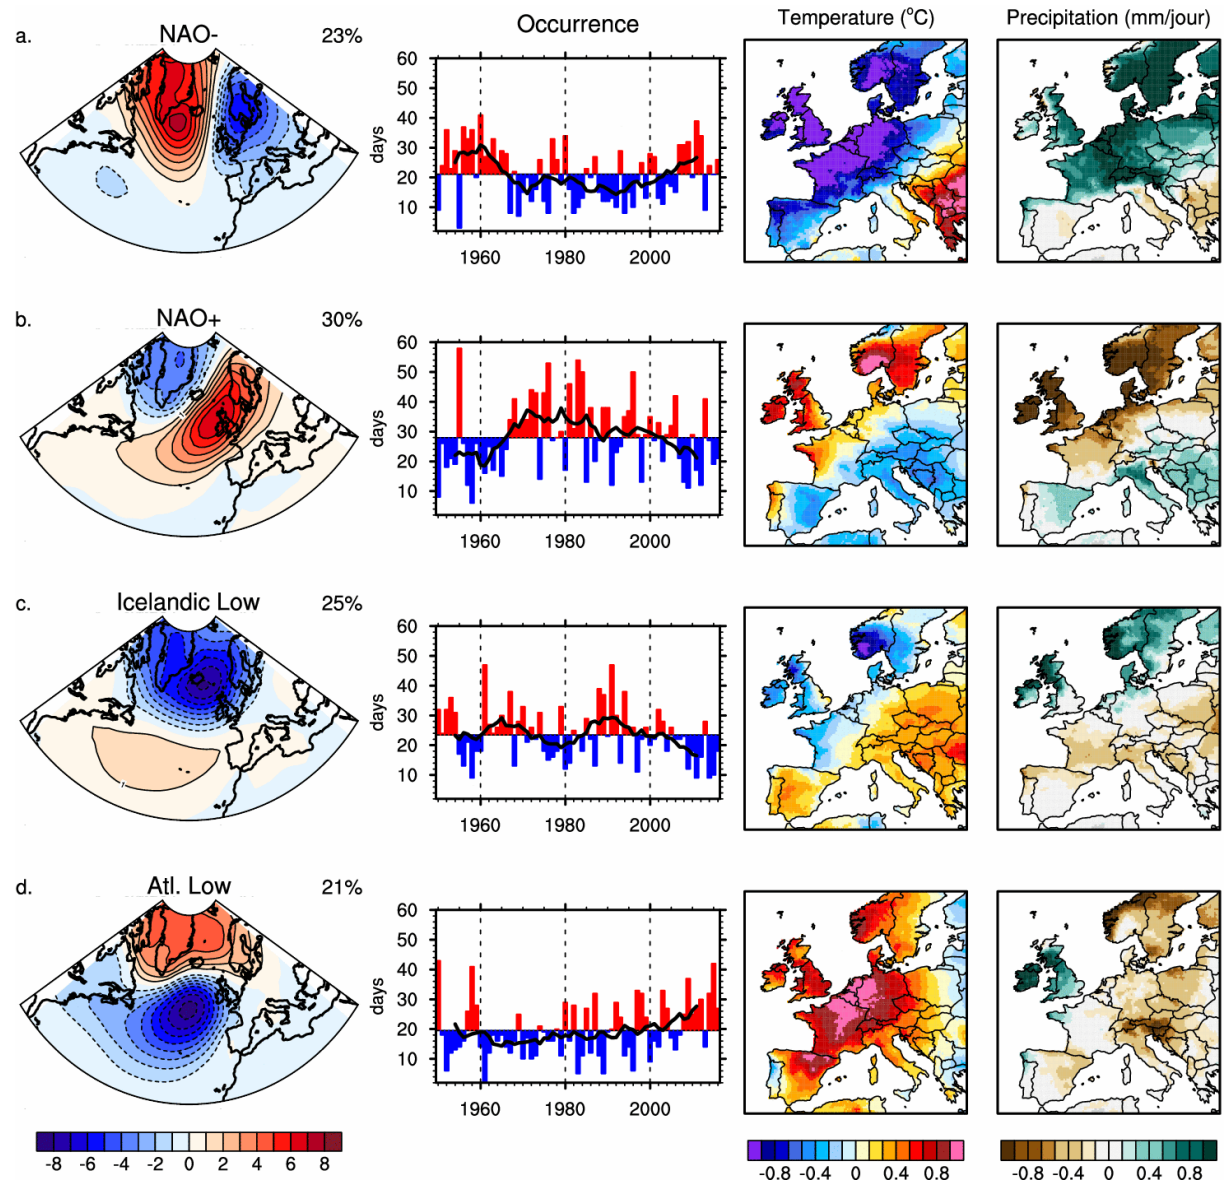 Occurrence
Temperature (°C)
Precipitation (mm/jour)
a.
NAO-
23%
60
50
40
30
20
10
days
1960
1980
2000
b.
NAO+
30%
60
50
40
30
20
10
days
1960
1980
2000
c.
Icelandic Low
25%
60
50
40
30
20
10
days
1960
1980
2000
d.
Atl. Low
21%
60
50
40
30
20
10
days
1960
1980
2000
-8 -6 -4 -2 0 2 4 6 8
-0.8 -0.4 0 0.4 0.8
-0.8 -0.4 0 0.4 0.8